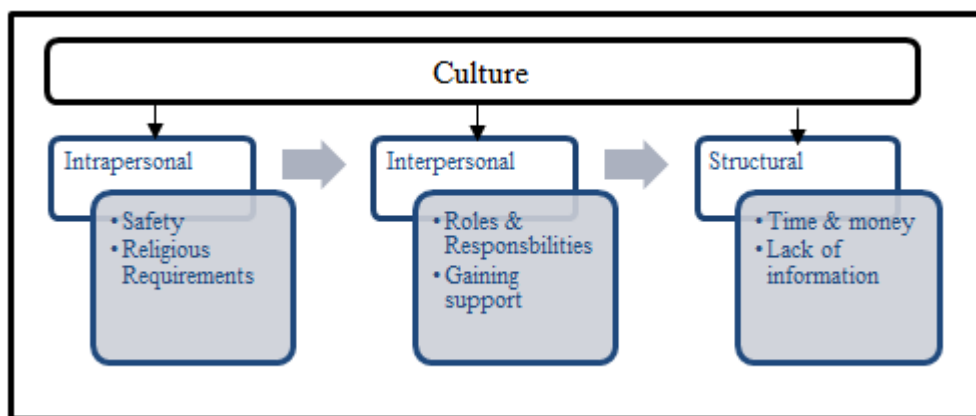 Culture
Intrapersonal
• Safety
• Religious
Requirements
Interpersonal
• Roles &
Responsbilities
• Gaining
support
Structural
• Time & money
• Lack of
information